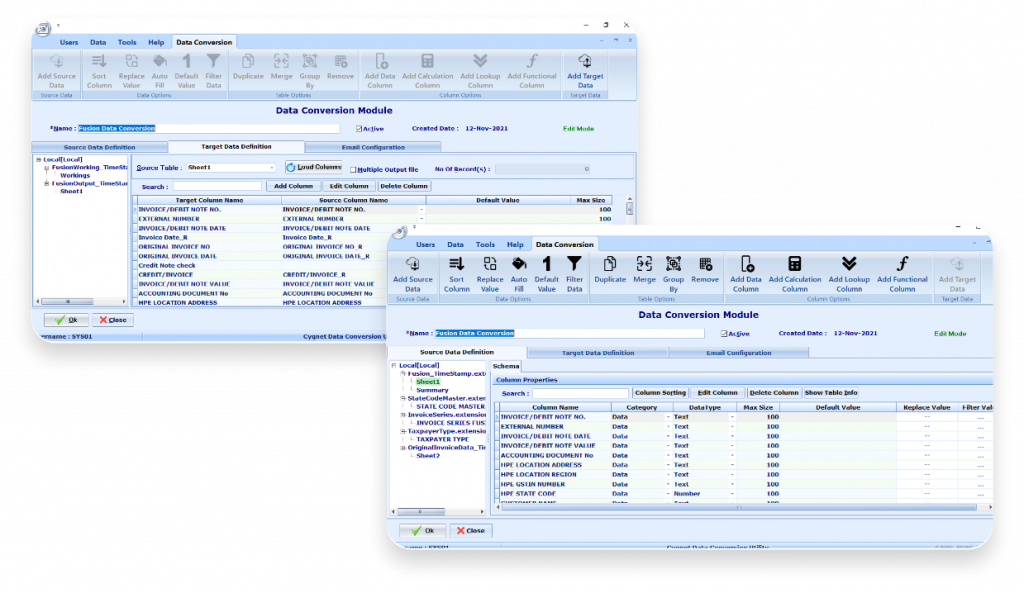 Users Data Tools Help Data Conversion
Add Source Data Sort Column Replace Value Auto Fill Default Value Filter Data Duplicate Merge Group By Remove Add Data Column Add Calculation Column Add Lookup Column Add Functional Column Add Target Data
Source Data Data Options Table Options Column Options Target Data
Data Conversion Module
*Name : Fusion Data Conversion Active Created Date : 12-Nov-2021 Edit Mode
Source Data Definition Target Data Definition Email Configuration
Local[Local]
FusionWorking_TimeSta
Workings
FusionOutput_TimeStam
Sheet1
Source Table : Sheet1 Load Columns Multiple Output file No Of Record(s) : 0
Search : Add Column Edit Column Delete Column
Target Column Name Source Column Name Default Value Max Size
INVOICE/DEBIT NOTE NO. INVOICE/DEBIT NOTE NO. - 100
EXTERNAL NUMBER EXTERNAL NUMBER - 100
INVOICE/DEBIT NOTE DATE INVOICE/DEBIT NOTE DATE
Invoice Date_R Invoice Date_R
ORIGINAL INVOICE NO ORIGINAL INVOICE NO_R
ORIGINAL INVOICE DATE ORIGINAL INVOICE DATE_R
Credit Note check
CREDIT/INVOICE CREDIT/INVOICE_R
INVOICE/DEBIT NOTE VALUE INVOICE/DEBIT NOTE VALUE
ACCOUNTING DOCUMENT No ACCOUNTING DOCUMENT No
HPE LOCATION ADDRESS HPE LOCATION ADDRESS
Ok Close
ername : SYS01 Cygnet Data Conversion U
Users Data Tools Help Data Conversion
Add Source Data Sort Column Replace Value Auto Fill Default Value Filter Data Duplicate Merge Group By Remove Add Data Column Add Calculation Column Add Lookup Column Add Functional Column Add Target Data
Source Data Data Options Table Options Column Options Target Data
Data Conversion Module
*Name : Fusion Data Conversion Active Created Date : 12-Nov-2021 Edit Mode
Source Data Definition Target Data Definition Email Configuration
Local[Local]
Fusion_TimeStamp.exte
Sheet1
Summary
StateCodeMaster.exten
STATE CODE MASTER
InvoiceSeries.extension
INVOICE SERIES FUS
TaxpayerType.extension
TAXPAYER TYPE
OriginalInvoiceData_Ti
Sheet2
Schema
Column Properties
Search : Column Sorting Edit Column Delete Column Show Table Info
Column Name Category DataType Max Size Default Value Replace Value Filter Val
INVOICE/DEBIT NOTE NO. Data - Text - 100 -- ...
EXTERNAL NUMBER Data - Text - 100 -- ...
INVOICE/DEBIT NOTE DATE Data - Text - 100 -- ...
INVOICE/DEBIT NOTE VALUE Data - Text - 100 -- ...
ACCOUNTING DOCUMENT No Data - Text - 100 -- ...
HPE LOCATION ADDRESS Data - Text - 100 -- ...
HPE LOCATION REGION Data - Text - 100 -- ...
HPE GSTIN NUMBER Data - Text - 100 -- ...
HPE STATE CODE Data - Number - 100 -- ...
CUSTOMER NAME Data - Text - 100
Ok Close
ername : SYS01 Cygnet Data Conversion Utility